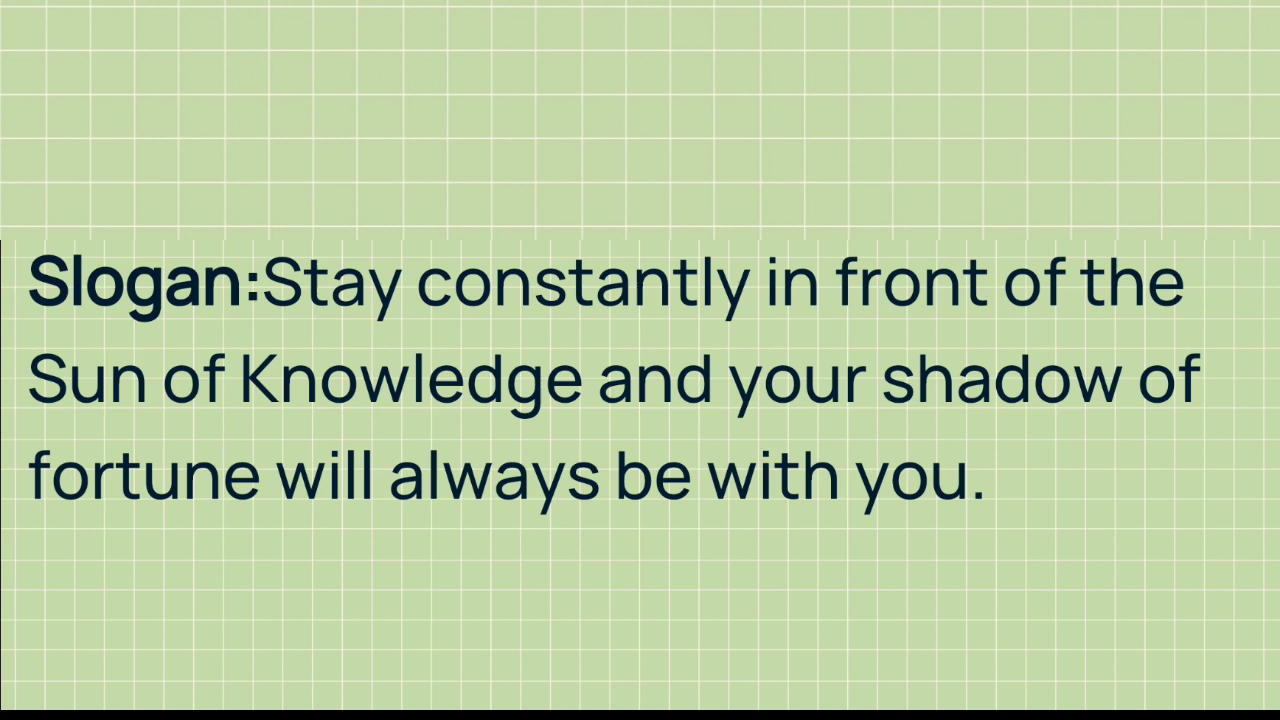 Slogan:Stay constantly in front of the
Sun of Knowledge and your shadow of
fortune will always be with you.